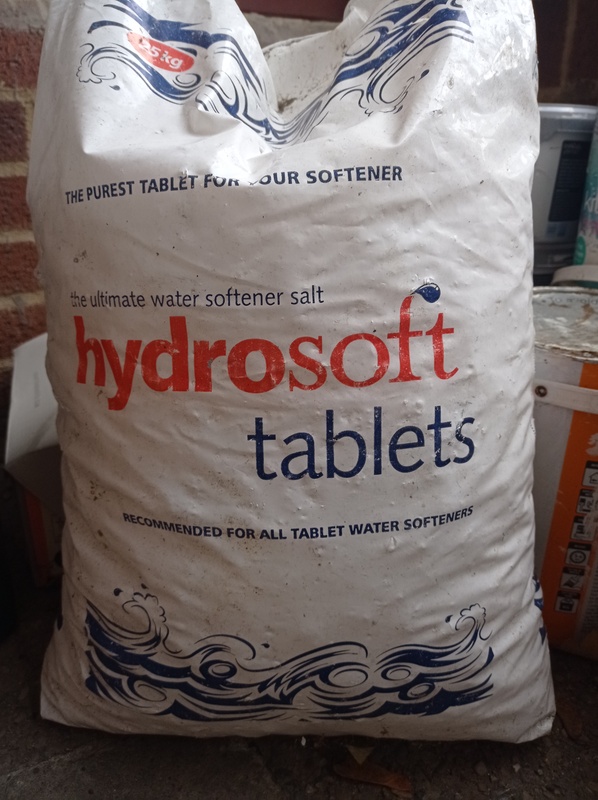 25kg
THE PUREST TABLET FOR YOUR SOFTENER
the ultimate water softener salt
hydrosoft
tablets
RECOMMENDED FOR ALL TABLET WATER SOFTENERS